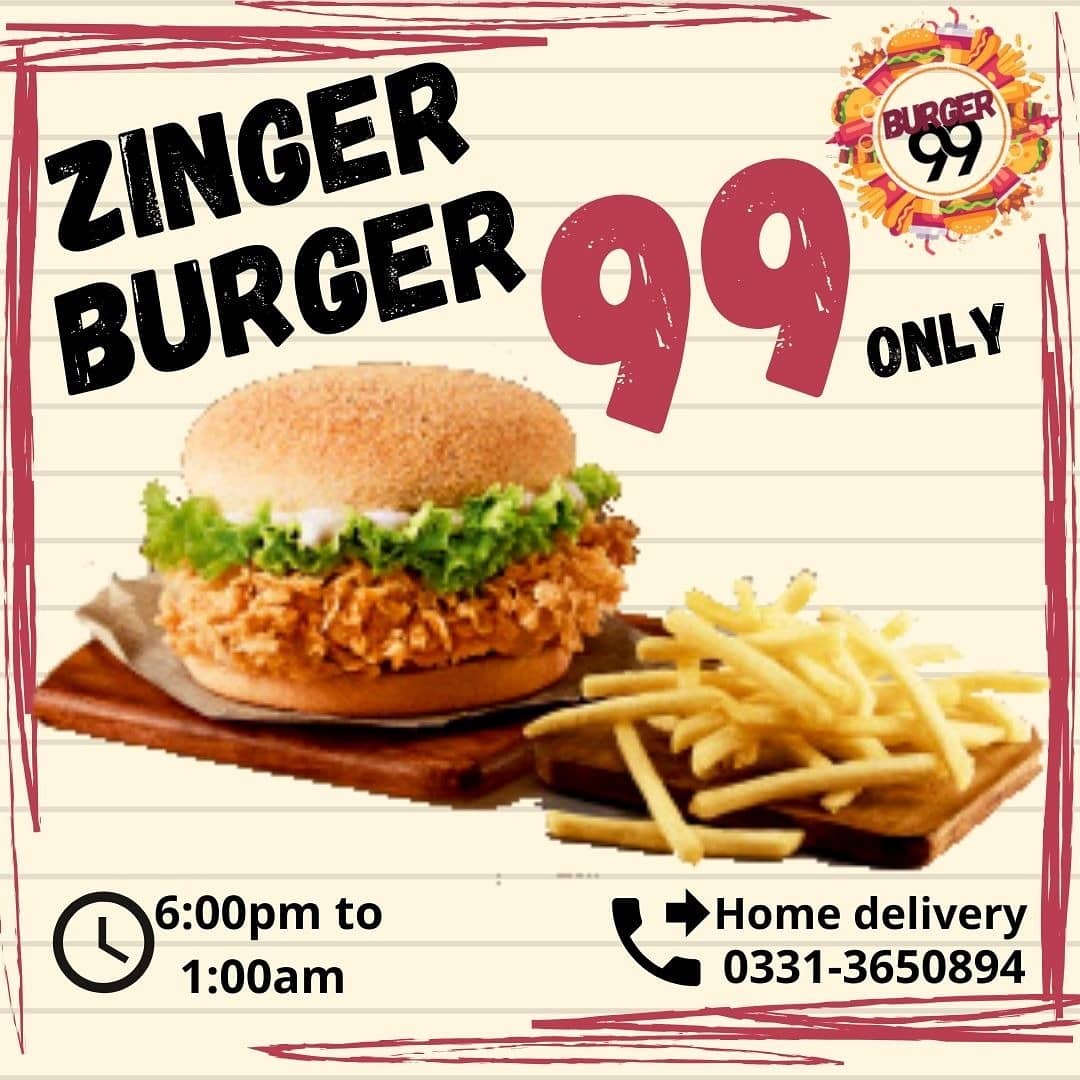 ZINGER
BURGER
99
ONLY
BURGER
99
6:00pm to
1:00am
Home delivery
0331-3650894